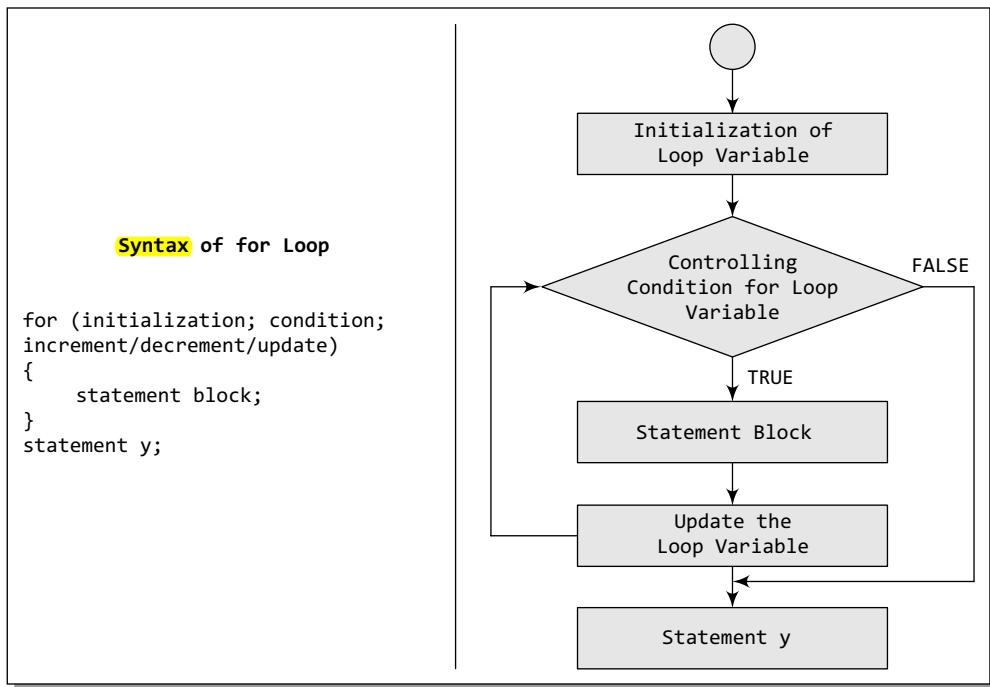 Syntax of for Loop
for (initialization; condition;
increment/decrement/update)
{
statement block;
}
statement y;
Initialization of
Loop Variable
Controlling
Condition for Loop
Variable
FALSE
TRUE
Statement Block
Update the
Loop Variable
Statement y